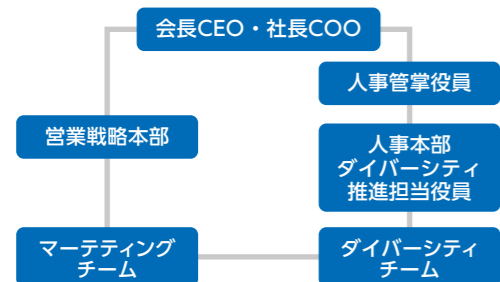 会長CEO・社長COO
人事管掌役員
営業戦略本部
人事本部
ダイバーシティ
推進担当役員
マーテティング
チーム
ダイバーシティ
チーム